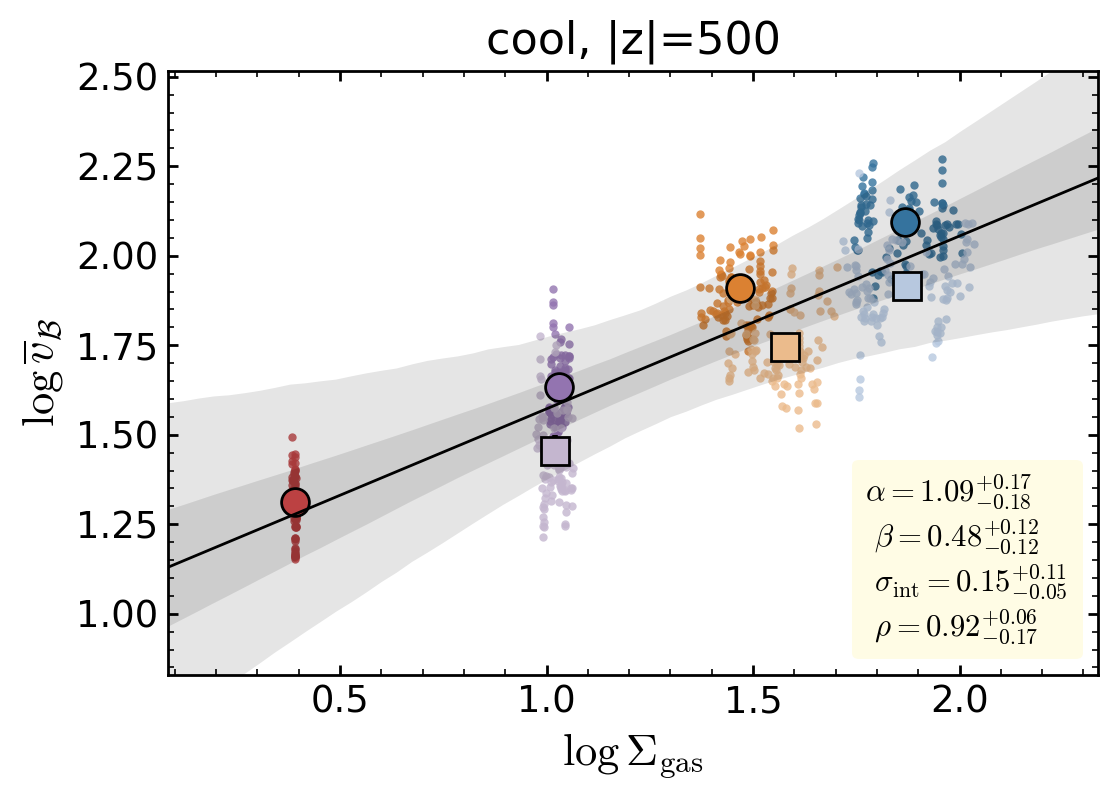 cool, |z|=500
2.50
2.25
2.00
1.75
1.50
1.25
1.00
log v̅_ℬ
α = 1.09^{+0.17}_{−0.18}
β = 0.48^{+0.12}_{−0.12}
σ_int = 0.15^{+0.11}_{−0.05}
ρ = 0.92^{+0.06}_{−0.17}
0.5 1.0 1.5 2.0
log Σ_gas